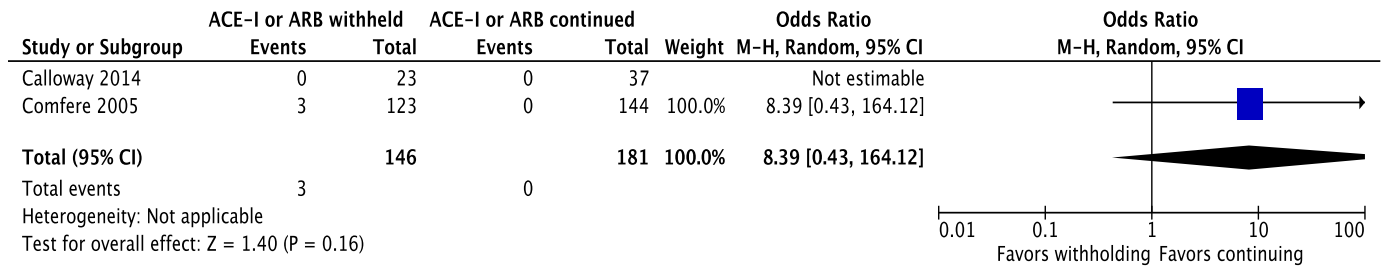 ACE-I or ARB withheld ACE-I or ARB continued Odds Ratio Odds Ratio
Study or Subgroup Events Total Events Total Weight M-H, Random, 95% CI M-H, Random, 95% CI
Calloway 2014 0 23 0 37 Not estimable
Comfere 2005 3 123 0 144 100.0% 8.39 [0.43, 164.12]
Total (95% CI) 146 181 100.0% 8.39 [0.43, 164.12]
Total events 3 0
Heterogeneity: Not applicable
Test for overall effect: Z = 1.40 (P = 0.16)
0.01 0.1 1 10 100
Favors withholding Favors continuing